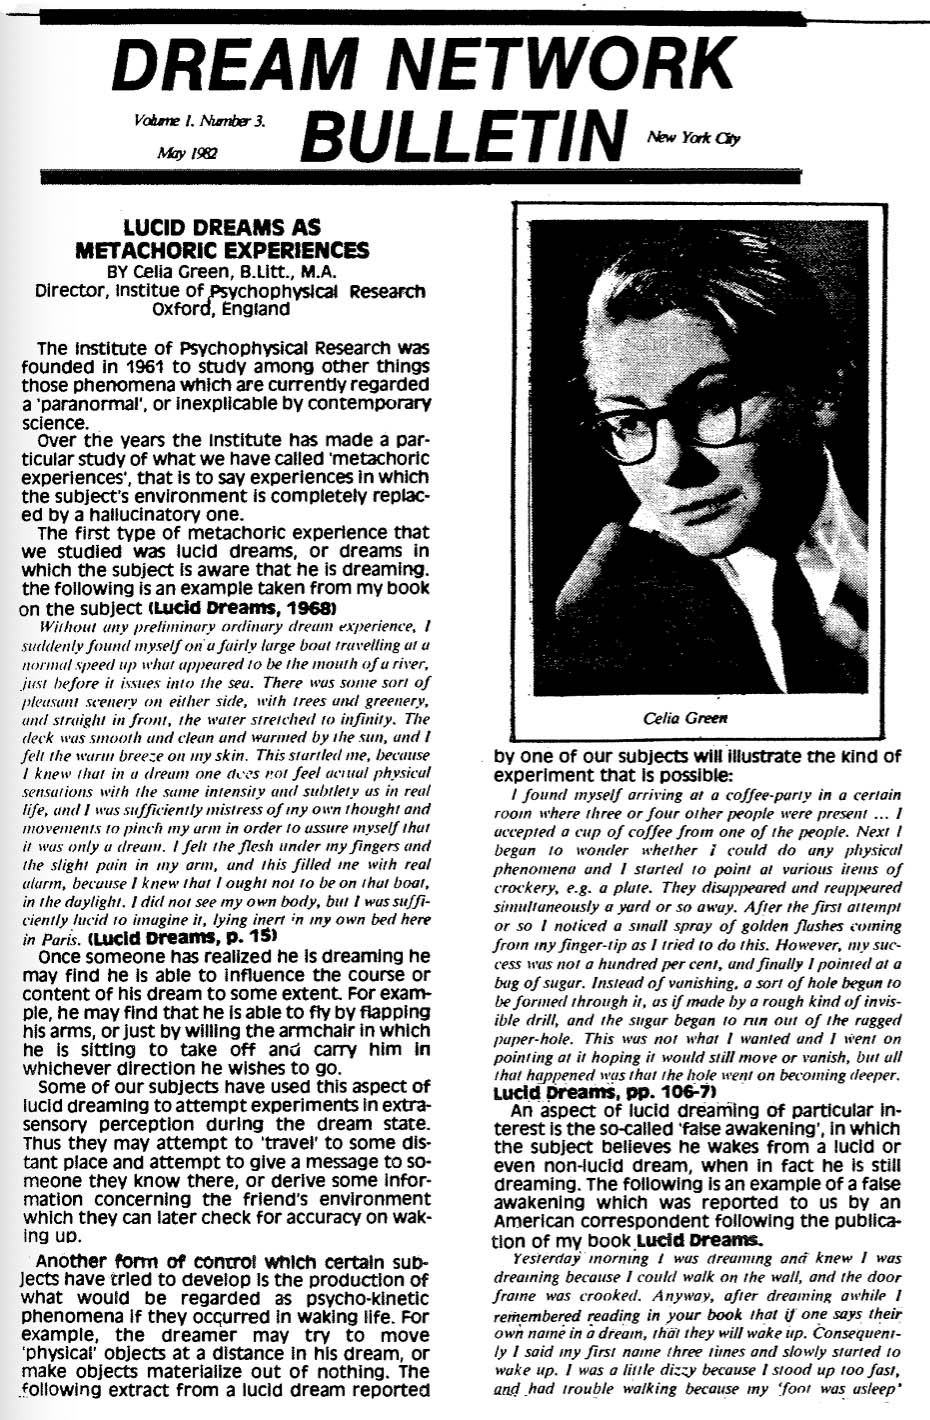 DREAM NETWORK
BULLETIN
Volume 1. Number 3.
May 1982
New York City
LUCID DREAMS AS
METACHORIC EXPERIENCES
BY Celia Green, B.Litt., M.A.
Director, Institue of Psychophysical Research
Oxford, England
The Institute of Psychophysical Research was
founded in 1961 to study among other things
those phenomena which are currently regarded
a 'paranormal', or inexplicable by contemporary
science.
Over the years the Institute has made a par-
ticular study of what we have called 'metachoric
experiences', that is to say experiences in which
the subject's environment is completely replac-
ed by a hallucinatory one.
The first type of metachoric experience that
we studied was lucid dreams, or dreams in
which the subject is aware that he is dreaming.
the following is an example taken from my book
on the subject (Lucid Dreams, 1968)
Without any preliminary ordinary dream experience, I
suddenly found myself on a fairly large boat travelling at a
normal speed up what appeared to be the mouth of a river,
just before it issues into the sea. There was some sort of
pleasant scenery on either side, with trees and greenery,
and straight in front, the water stretched to infinity. The
deck was smooth and clean and warmed by the sun, and I
felt the warm breeze on my skin. This startled me, because
I knew that in a dream one does not feel actual physical
sensations with the same intensity and subtlety as in real
life, and I was sufficiently mistress of my own thought and
movements to pinch my arm in order to assure myself that
it was only a dream. I felt the flesh under my fingers and
the slight pain in my arm, and this filled me with real
alarm, because I knew that I ought not to be on that boat,
in the daylight. I did not see my own body, but I was suffi-
ciently lucid to imagine it, lying inert in my own bed here
in Paris. (Lucid Dreams, p. 15)
Once someone has realized he is dreaming he
may find he is able to influence the course or
content of his dream to some extent. For exam-
ple, he may find that he is able to fly by flapping
his arms, or just by willing the armchair in which
he is sitting to take off and carry him in
whichever direction he wishes to go.
Some of our subjects have used this aspect of
lucid dreaming to attempt experiments in extra-
sensory perception during the dream state.
Thus they may attempt to 'travel' to some dis-
tant place and attempt to give a message to so-
meone they know there, or derive some infor-
mation concerning the friend's environment
which they can later check for accuracy on wak-
ing up.
Another form of control which certain sub-
jects have tried to develop is the production of
what would be regarded as psycho-kinetic
phenomena if they occurred in waking life. For
example, the dreamer may try to move
'physical' objects at a distance in his dream, or
make objects materialize out of nothing. The
following extract from a lucid dream reported
Celia Green
by one of our subjects will illustrate the kind of
experiment that is possible:
I found myself arriving at a coffee-party in a certain
room where three or four other people were present ... I
accepted a cup of coffee from one of the people. Next I
began to wonder whether i could do any physical
phenomena and I started to point at various items of
crockery, e.g. a plate. They disappeared and reappeared
simultaneously a yard or so away. After the first attempt
or so I noticed a small spray of golden flashes coming
from my finger-tip as I tried to do this. However, my suc-
cess was not a hundred per cent, and finally I pointed at a
bag of sugar. Instead of vanishing, a sort of hole began to
be formed through it, as if made by a rough kind of invis-
ible drill, and the sugar began to run out of the ragged
paper-hole. This was not what I wanted and I went on
pointing at it hoping it would still move or vanish, but all
that happened was that the hole went on becoming deeper.
Lucid Dreams, pp. 106-7)
An aspect of lucid dreaming of particular in-
terest is the so-called 'false awakening', in which
the subject believes he wakes from a lucid or
even non-lucid dream, when in fact he is still
dreaming. The following is an example of a false
awakening which was reported to us by an
American correspondent following the publica-
tion of my book Lucid Dreams.
Yesterday morning I was dreaming and knew I was
dreaming because I could walk on the wall, and the door
frame was crooked. Anyway, after dreaming awhile I
remembered reading in your book that if one says their
own name in a dream, that they will wake up. Consequent-
ly I said my first name three times and slowly started to
wake up. I was a little dizzy because I stood up too fast,
and had trouble walking because my 'foot was asleep'